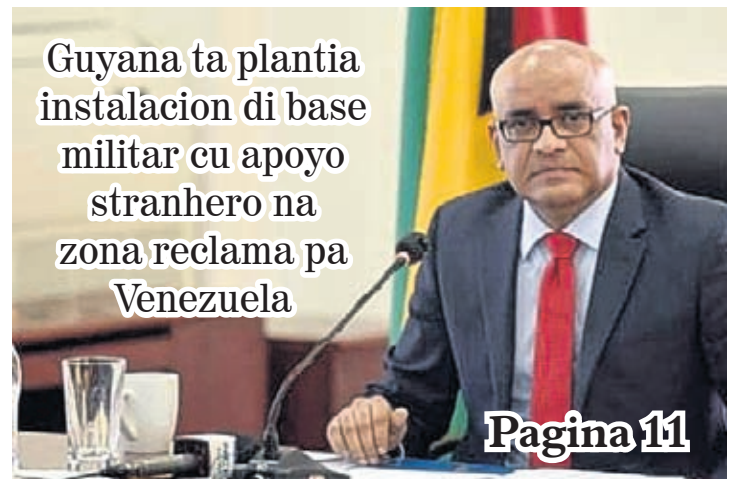 Guyana ta plantia
instalacion di base
militar cu apoyo
stranhero na
zona reclama pa
Venezuela
Pagina 11